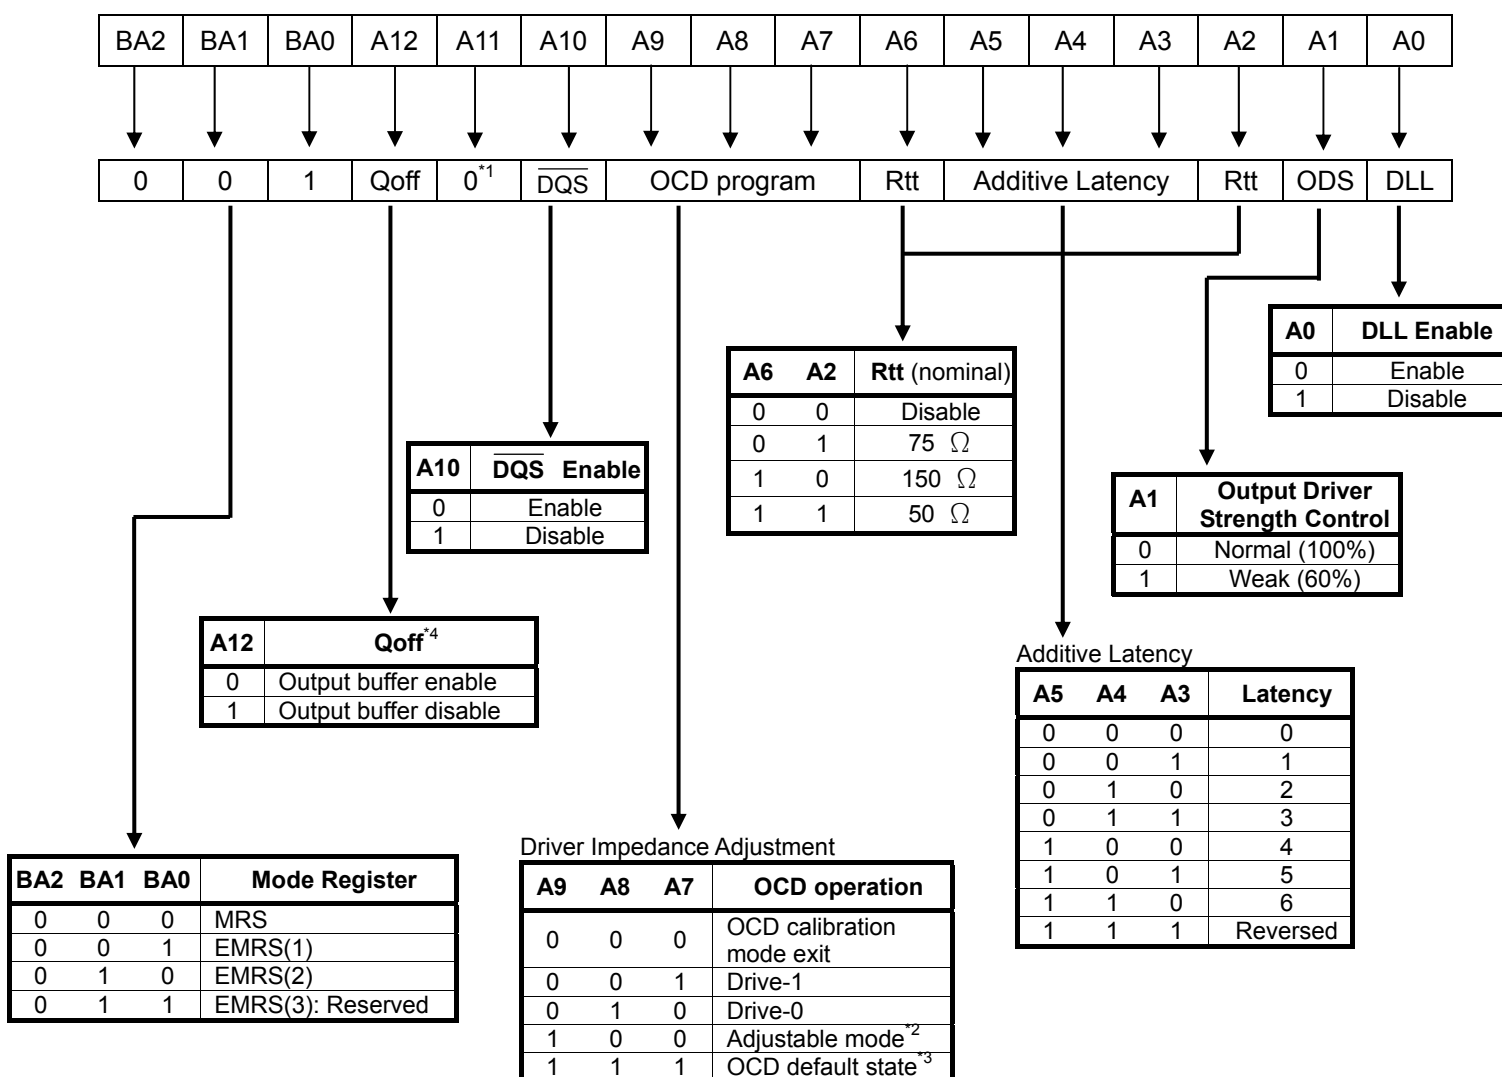 BA2 BA1 BA0 A12 A11 A10 A9 A8 A7 A6 A5 A4 A3 A2 A1 A0
0 0 1 Qoff 0*1 D̅Q̅S̅ OCD program Rtt Additive Latency Rtt ODS DLL
A0 DLL Enable
0 Enable
1 Disable
A6 A2 Rtt (nominal)
0 0 Disable
0 1 75 Ω
1 0 150 Ω
1 1 50 Ω
A10 D̅Q̅S̅ Enable
0 Enable
1 Disable
A1 Output Driver
Strength Control
0 Normal (100%)
1 Weak (60%)
A12 Qoff*4
0 Output buffer enable
1 Output buffer disable
Additive Latency
A5 A4 A3 Latency
0 0 0 0
0 0 1 1
0 1 0 2
0 1 1 3
1 0 0 4
1 0 1 5
1 1 0 6
1 1 1 Reversed
BA2 BA1 BA0 Mode Register
0 0 0 MRS
0 0 1 EMRS(1)
0 1 0 EMRS(2)
0 1 1 EMRS(3): Reserved
Driver Impedance Adjustment
A9 A8 A7 OCD operation
0 0 0 OCD calibration
mode exit
0 0 1 Drive-1
0 1 0 Drive-0
1 0 0 Adjustable mode*2
1 1 1 OCD default state*3